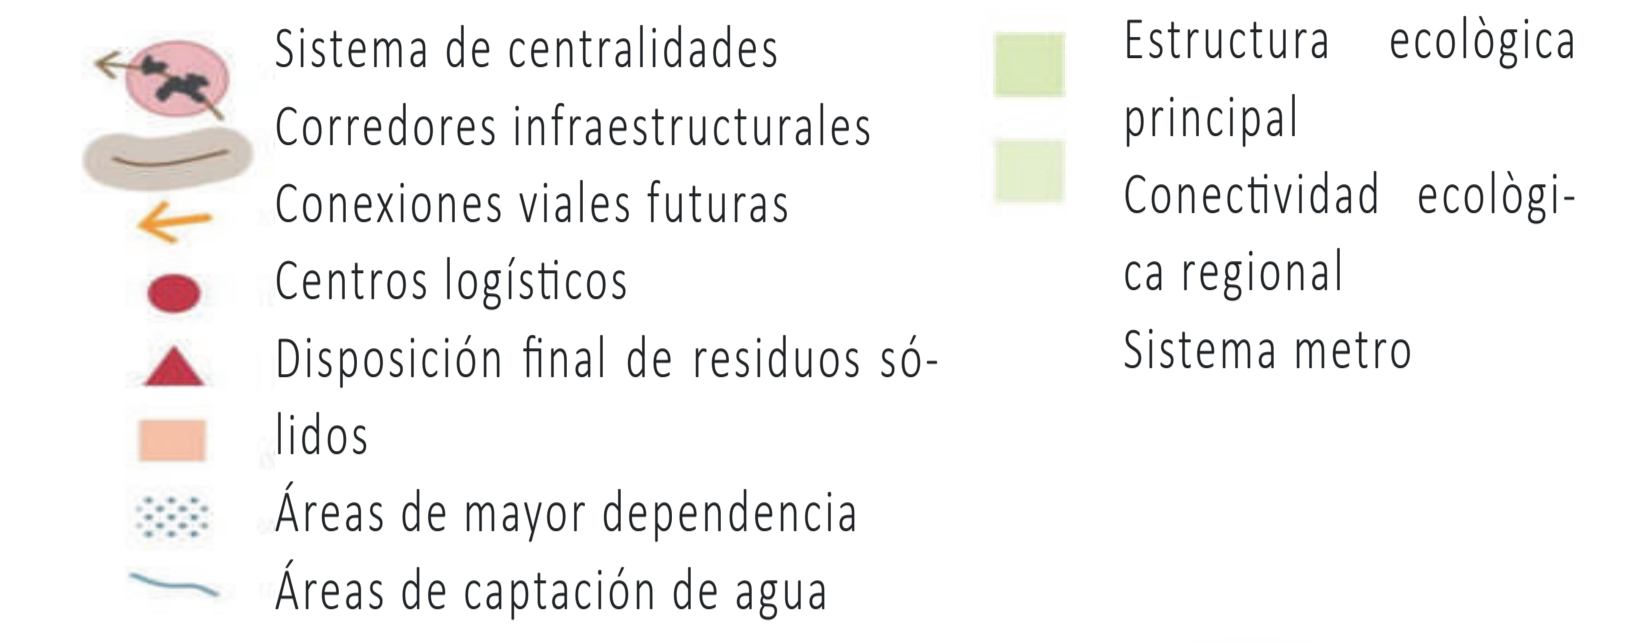 Sistema de centralidades
Corredores infraestructurales
Conexiones viales futuras
Centros logísticos
Disposición final de residuos só-
lidos
Áreas de mayor dependencia
Áreas de captación de agua
Estructura ecològica
principal
Conectividad ecològi-
ca regional
Sistema metro